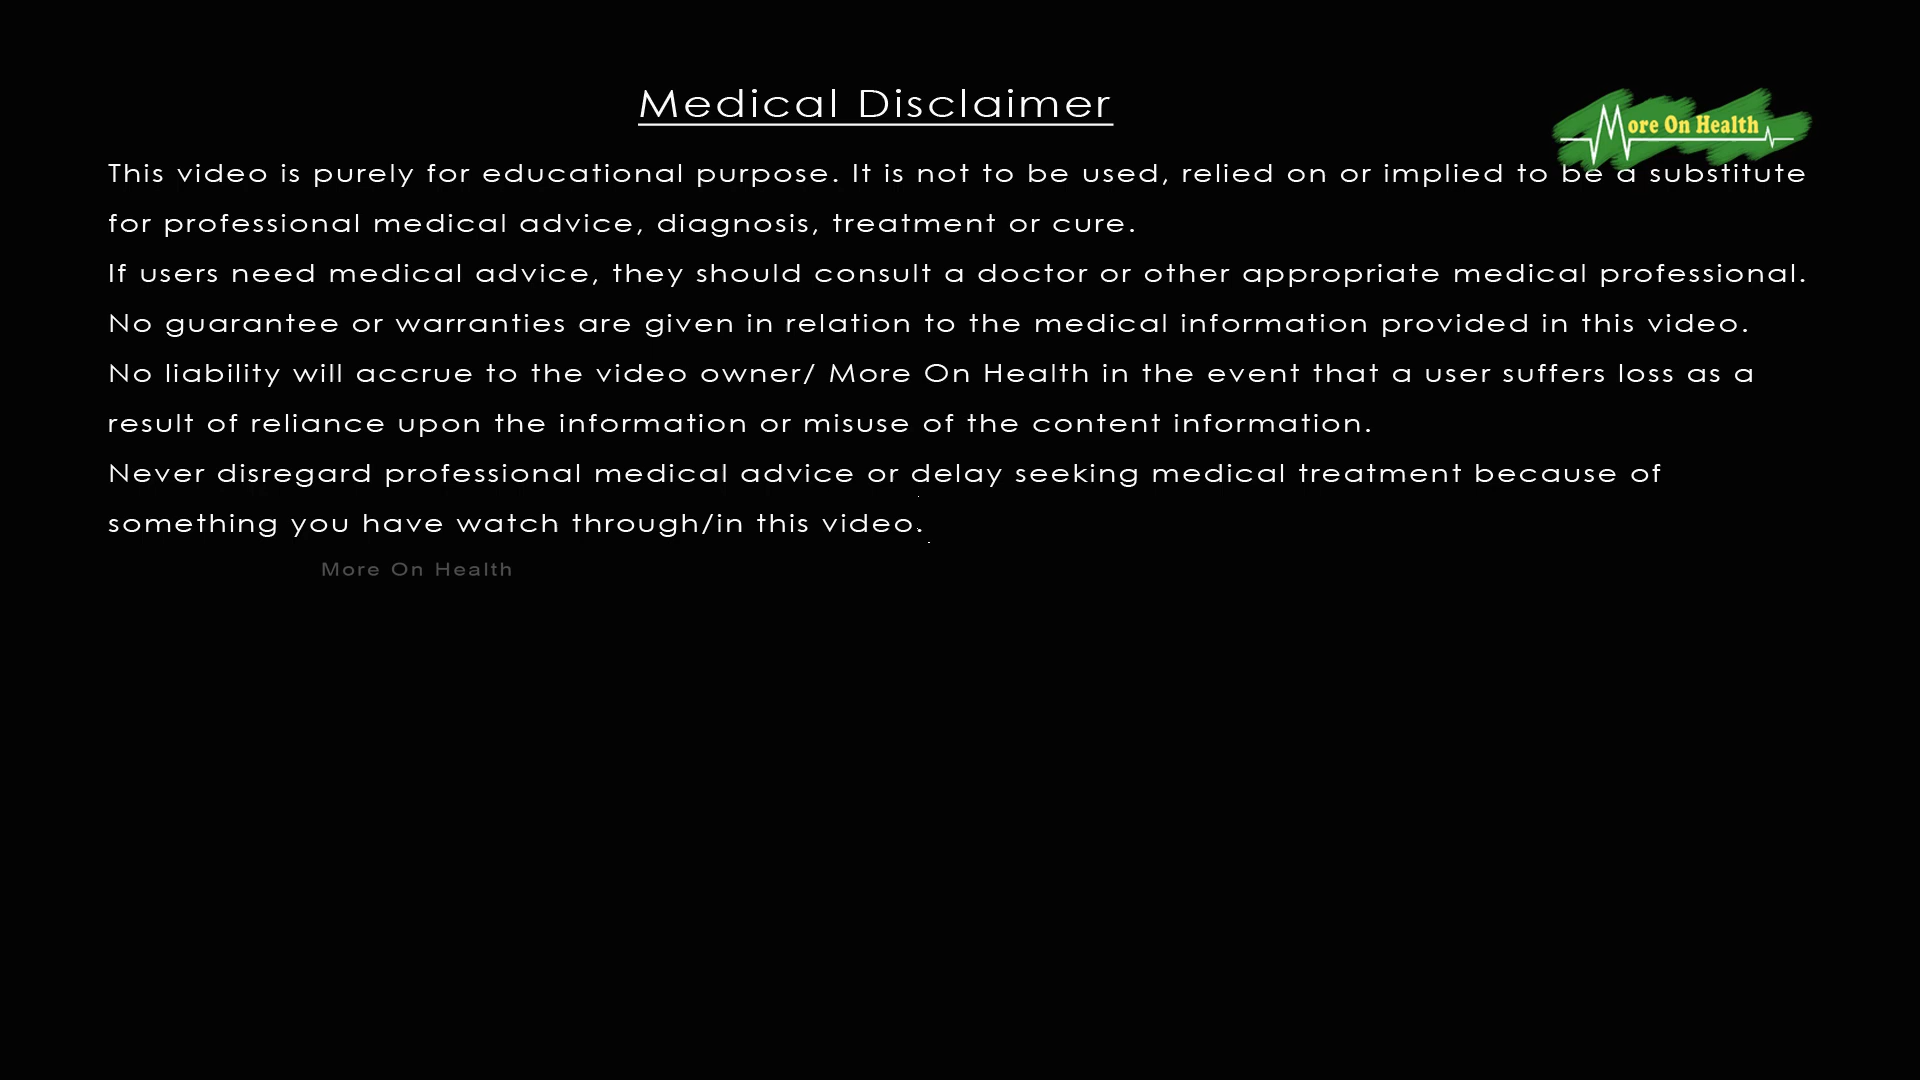 Medical Disclaimer
More On Health
This video is purely for educational purpose. It is not to be used, relied on or implied to be a substitute
for professional medical advice, diagnosis, treatment or cure.
If users need medical advice, they should consult a doctor or other appropriate medical professional.
No guarantee or warranties are given in relation to the medical information provided in this video.
No liability will accrue to the video owner/ More On Health in the event that a user suffers loss as a
result of reliance upon the information or misuse of the content information.
Never disregard professional medical advice or delay seeking medical treatment because of
something you have watch through/in this video.
More On Health